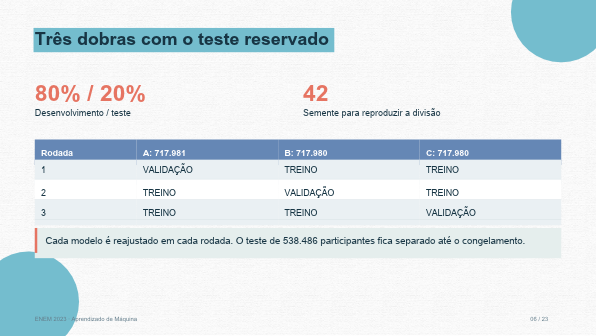 Três dobras com o teste reservado
80% / 20%
Desenvolvimento / teste
42
Semente para reproduzir a divisão
Rodada A: 717.981 B: 717.980 C: 717.980
1 VALIDAÇÃO TREINO TREINO
2 TREINO VALIDAÇÃO TREINO
3 TREINO TREINO VALIDAÇÃO
Cada modelo é reajustado em cada rodada. O teste de 538.486 participantes fica separado até o congelamento.
ENEM 2023 · Aprendizado de Máquina
06 / 23